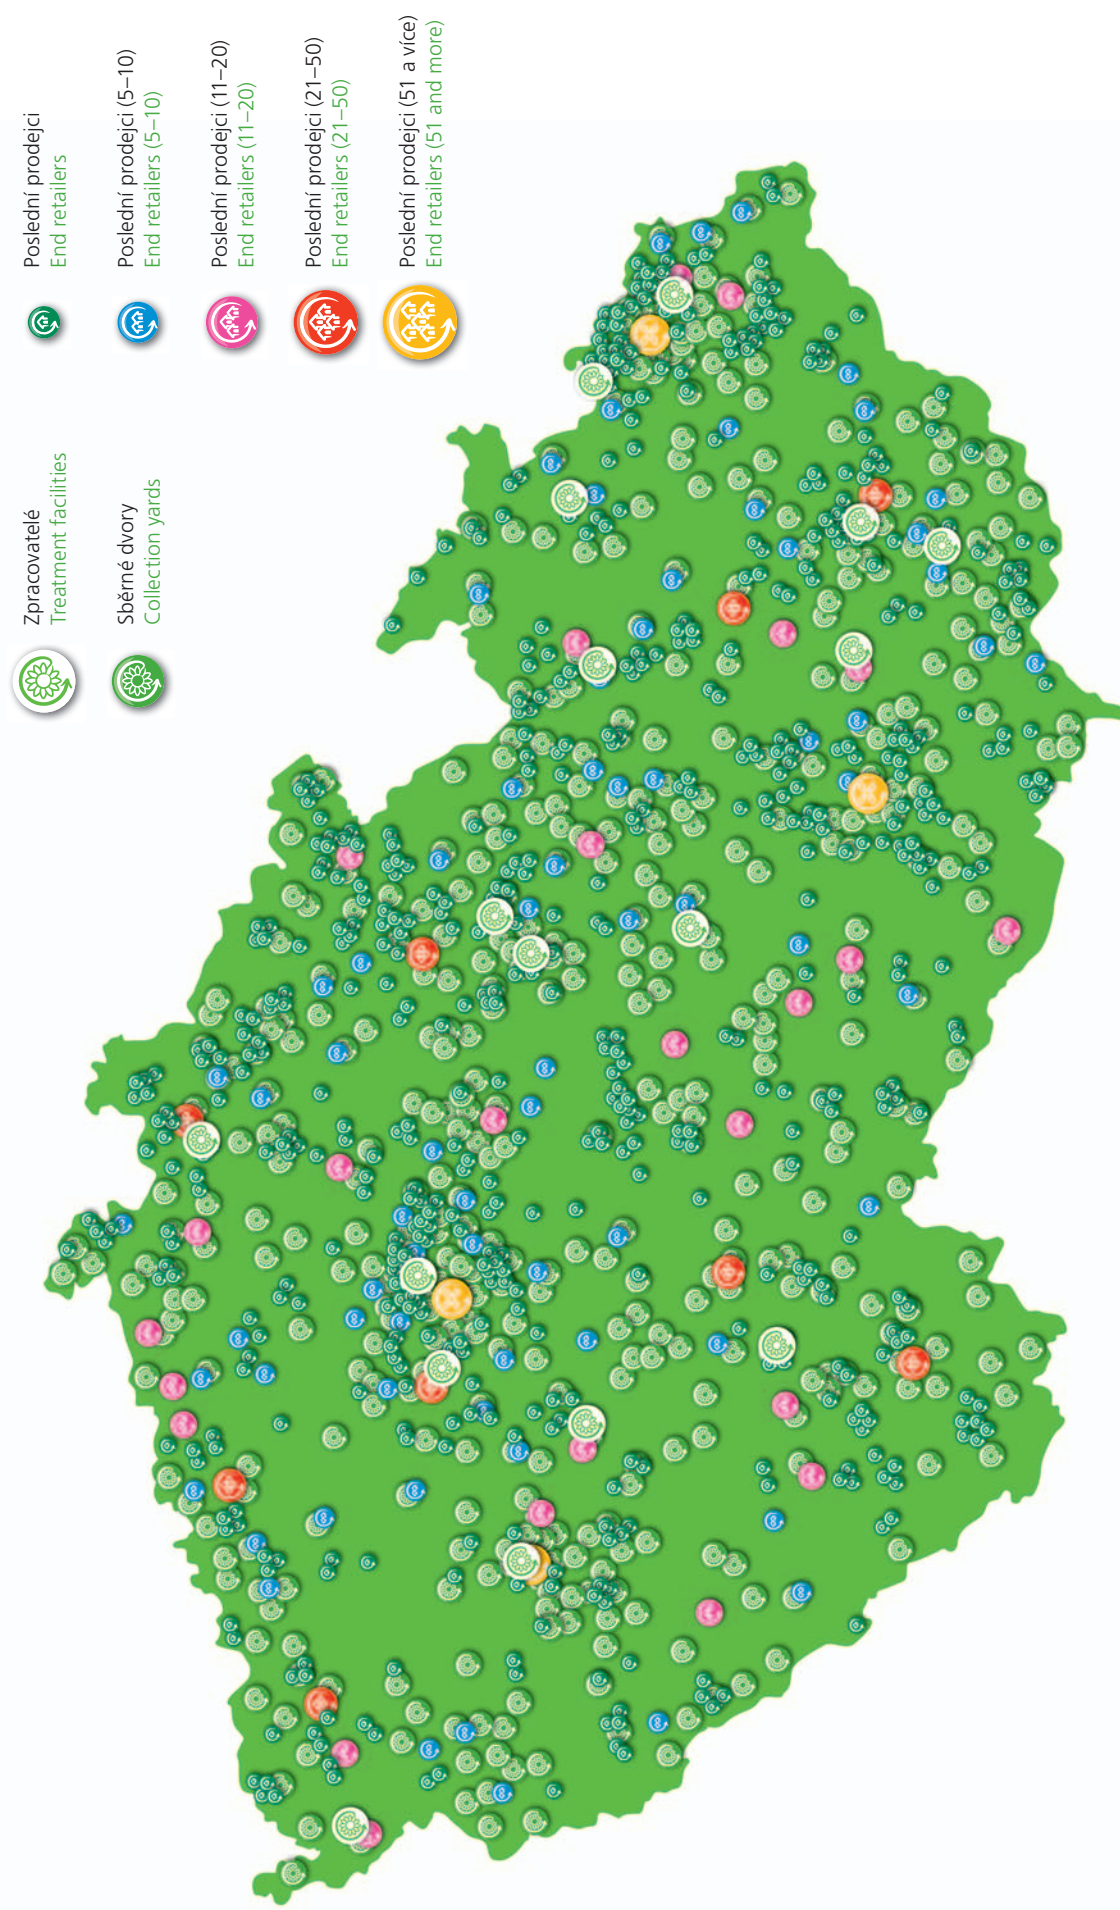 Zpracovatelé
Treatment facilities
Sběrné dvory
Collection yards
Poslední prodejci
End retailers
Poslední prodejci (5–10)
End retailers (5–10)
Poslední prodejci (11–20)
End retailers (11–20)
Poslední prodejci (21–50)
End retailers (21–50)
Poslední prodejci (51 a více)
End retailers (51 and more)